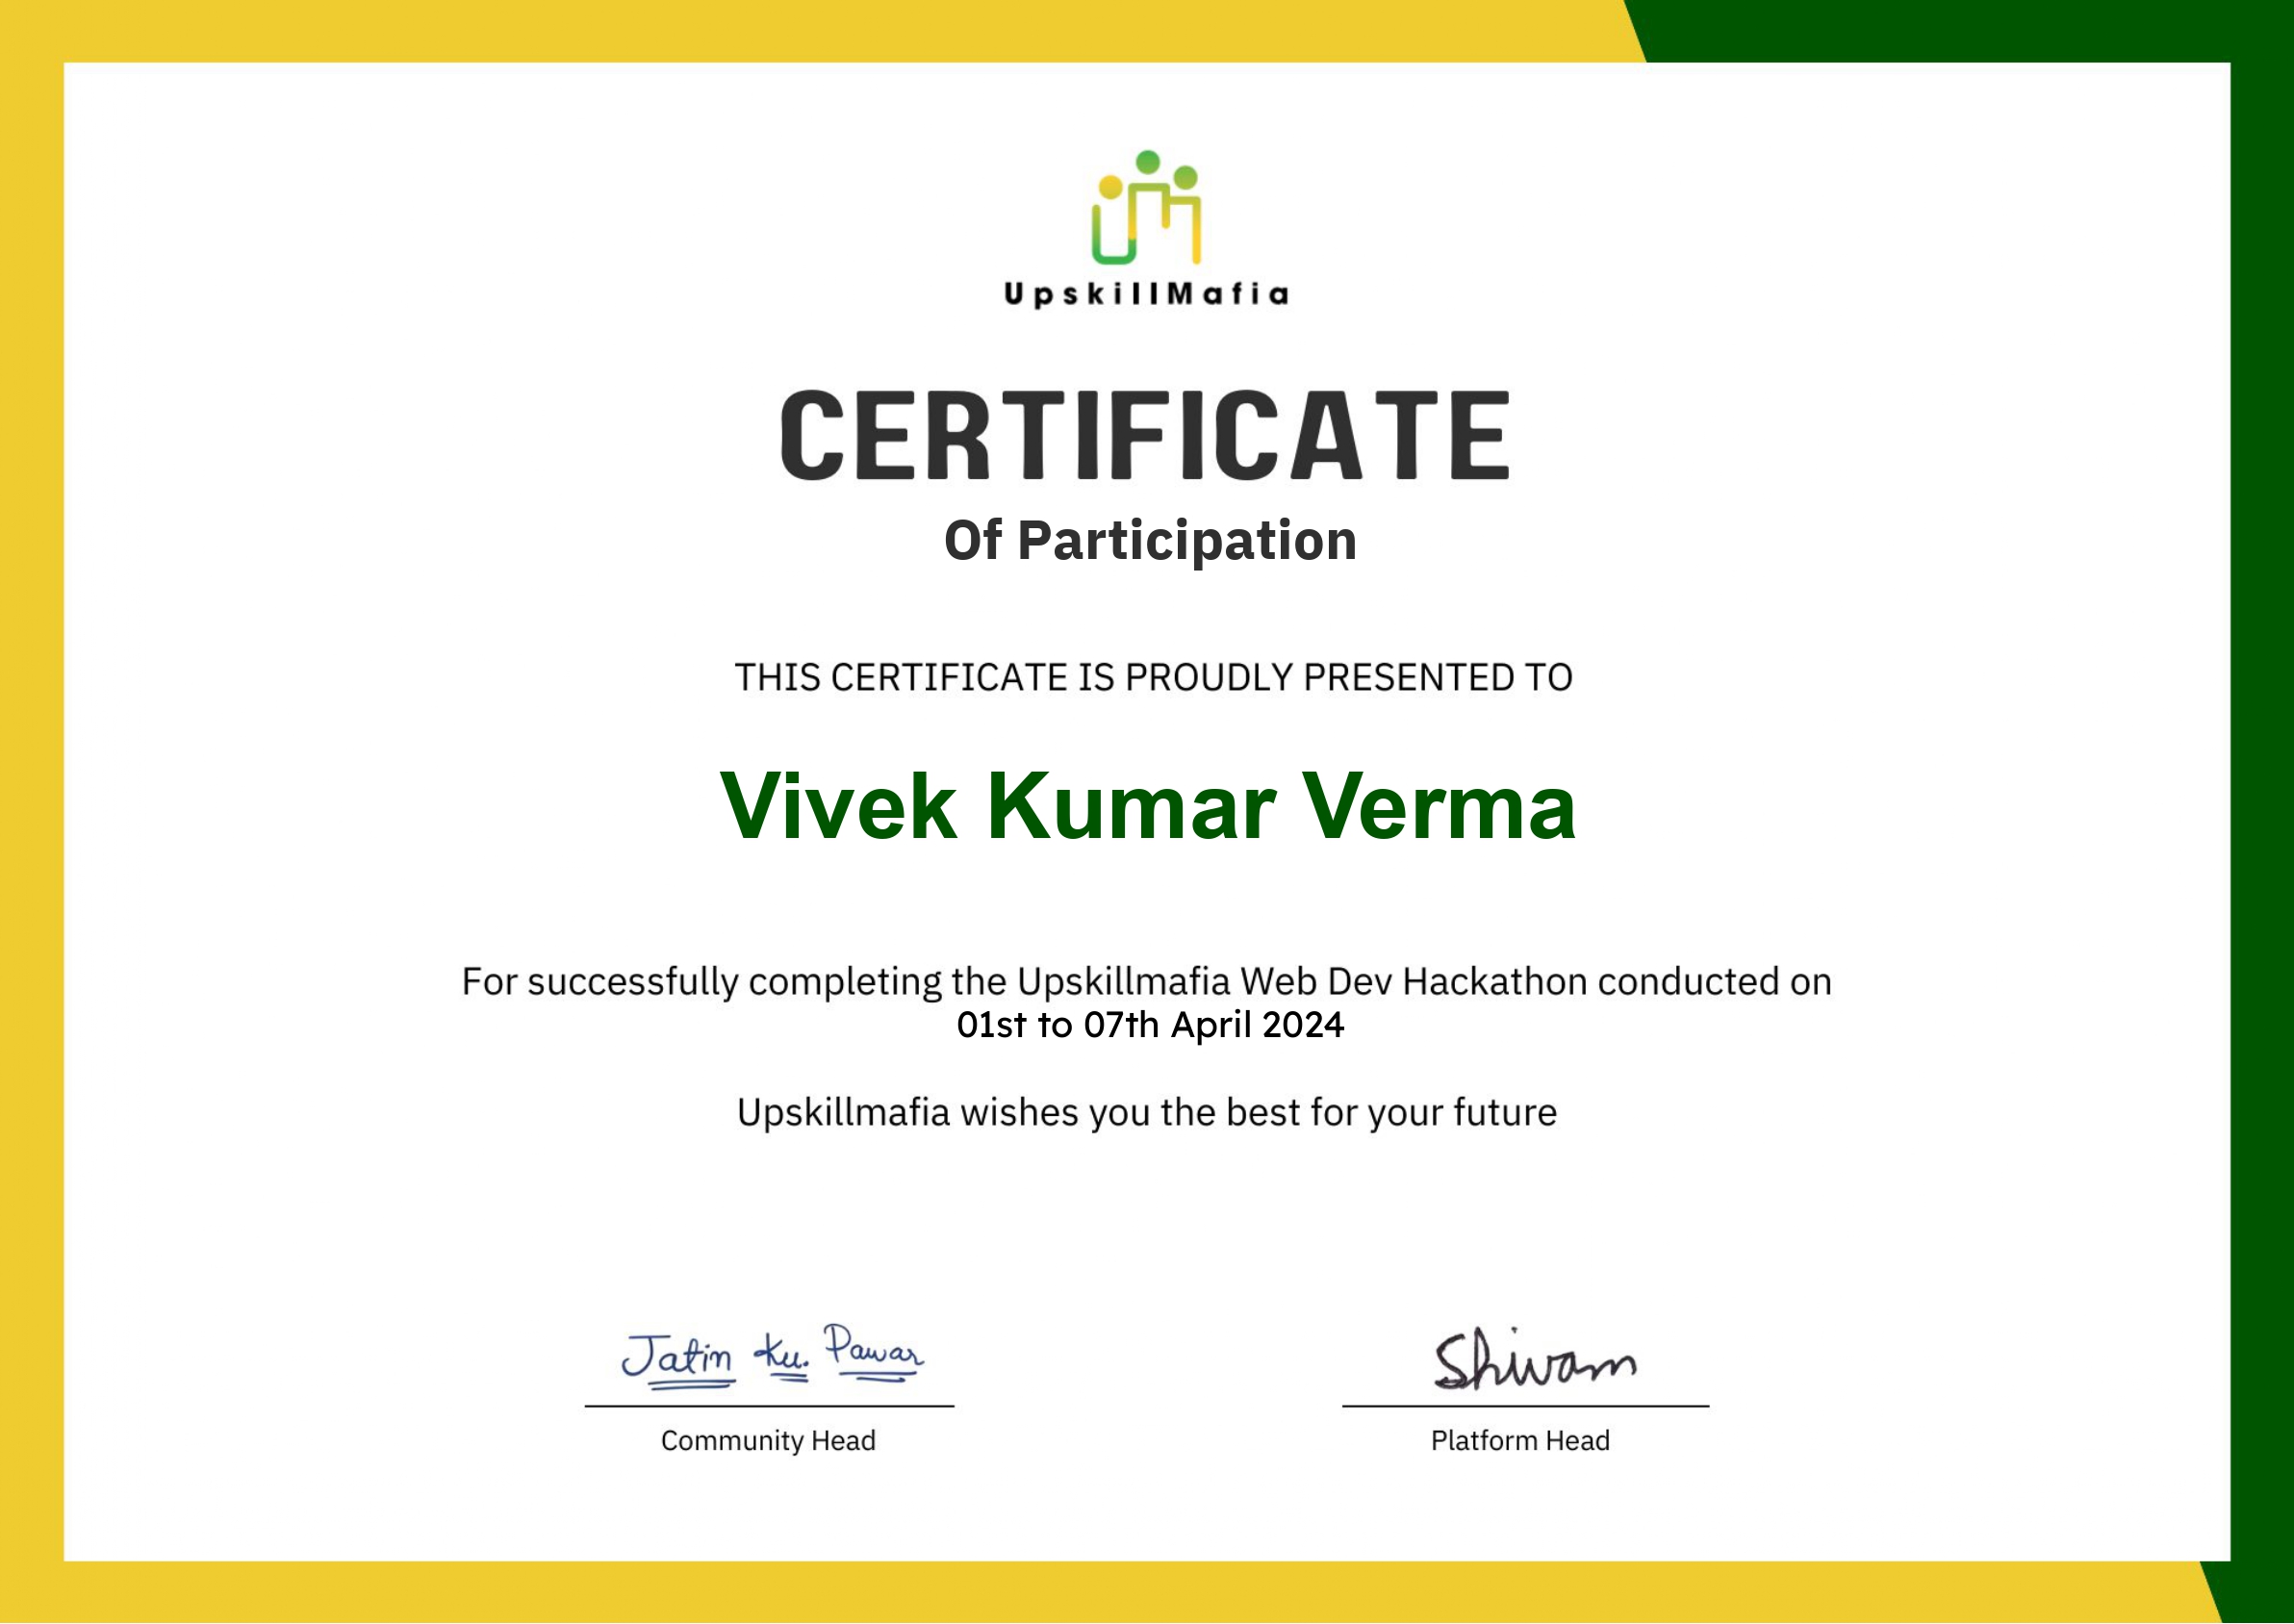 UpskillMafia
CERTIFICATE
Of Participation
THIS CERTIFICATE IS PROUDLY PRESENTED TO
Vivek Kumar Verma
For successfully completing the Upskillmafia Web Dev Hackathon conducted on
01st to 07th April 2024
Upskillmafia wishes you the best for your future
Jatin Ku. Pawar
Shivam
Community Head
Platform Head